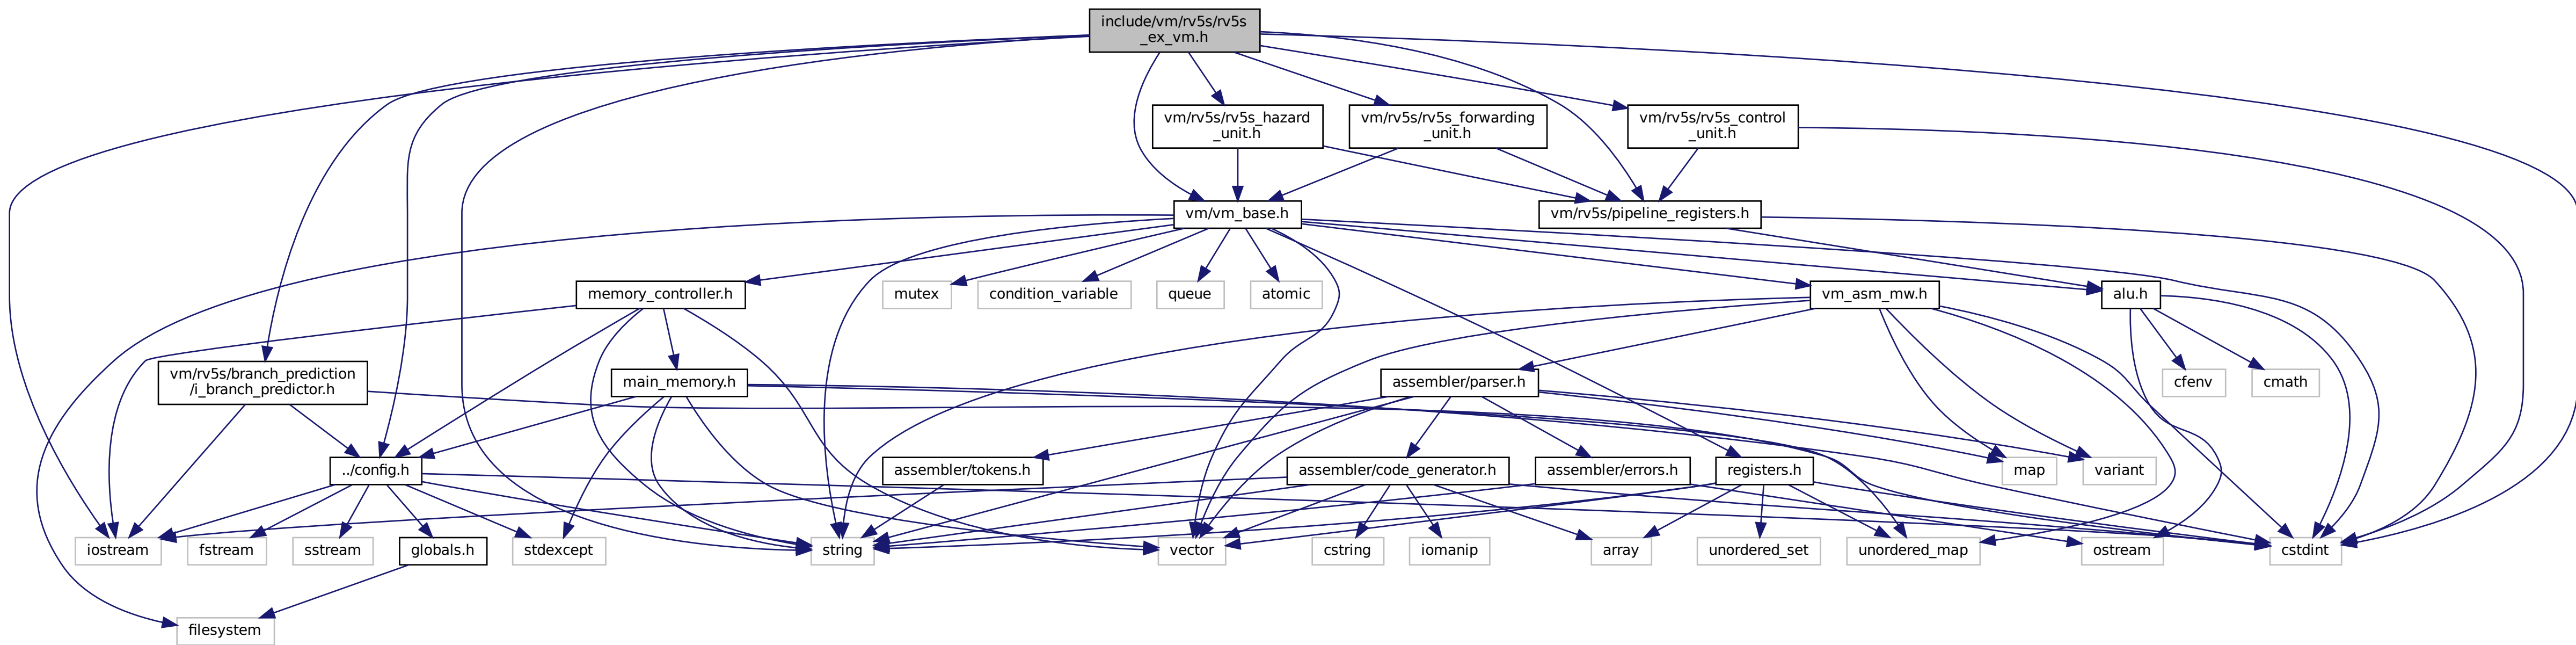 include/vm/rv5s/rv5s
_ex_vm.h
vm/rv5s/rv5s_hazard
_unit.h
vm/rv5s/rv5s_forwarding
_unit.h
vm/rv5s/rv5s_control
_unit.h
vm/vm_base.h
vm/rv5s/pipeline_registers.h
memory_controller.h
mutex
condition_variable
queue
atomic
vm_asm_mw.h
alu.h
vm/rv5s/branch_prediction
/i_branch_predictor.h
main_memory.h
assembler/parser.h
cfenv
cmath
../config.h
assembler/tokens.h
assembler/code_generator.h
assembler/errors.h
registers.h
map
variant
iostream
fstream
sstream
globals.h
stdexcept
string
vector
cstring
iomanip
array
unordered_set
unordered_map
ostream
cstdint
filesystem